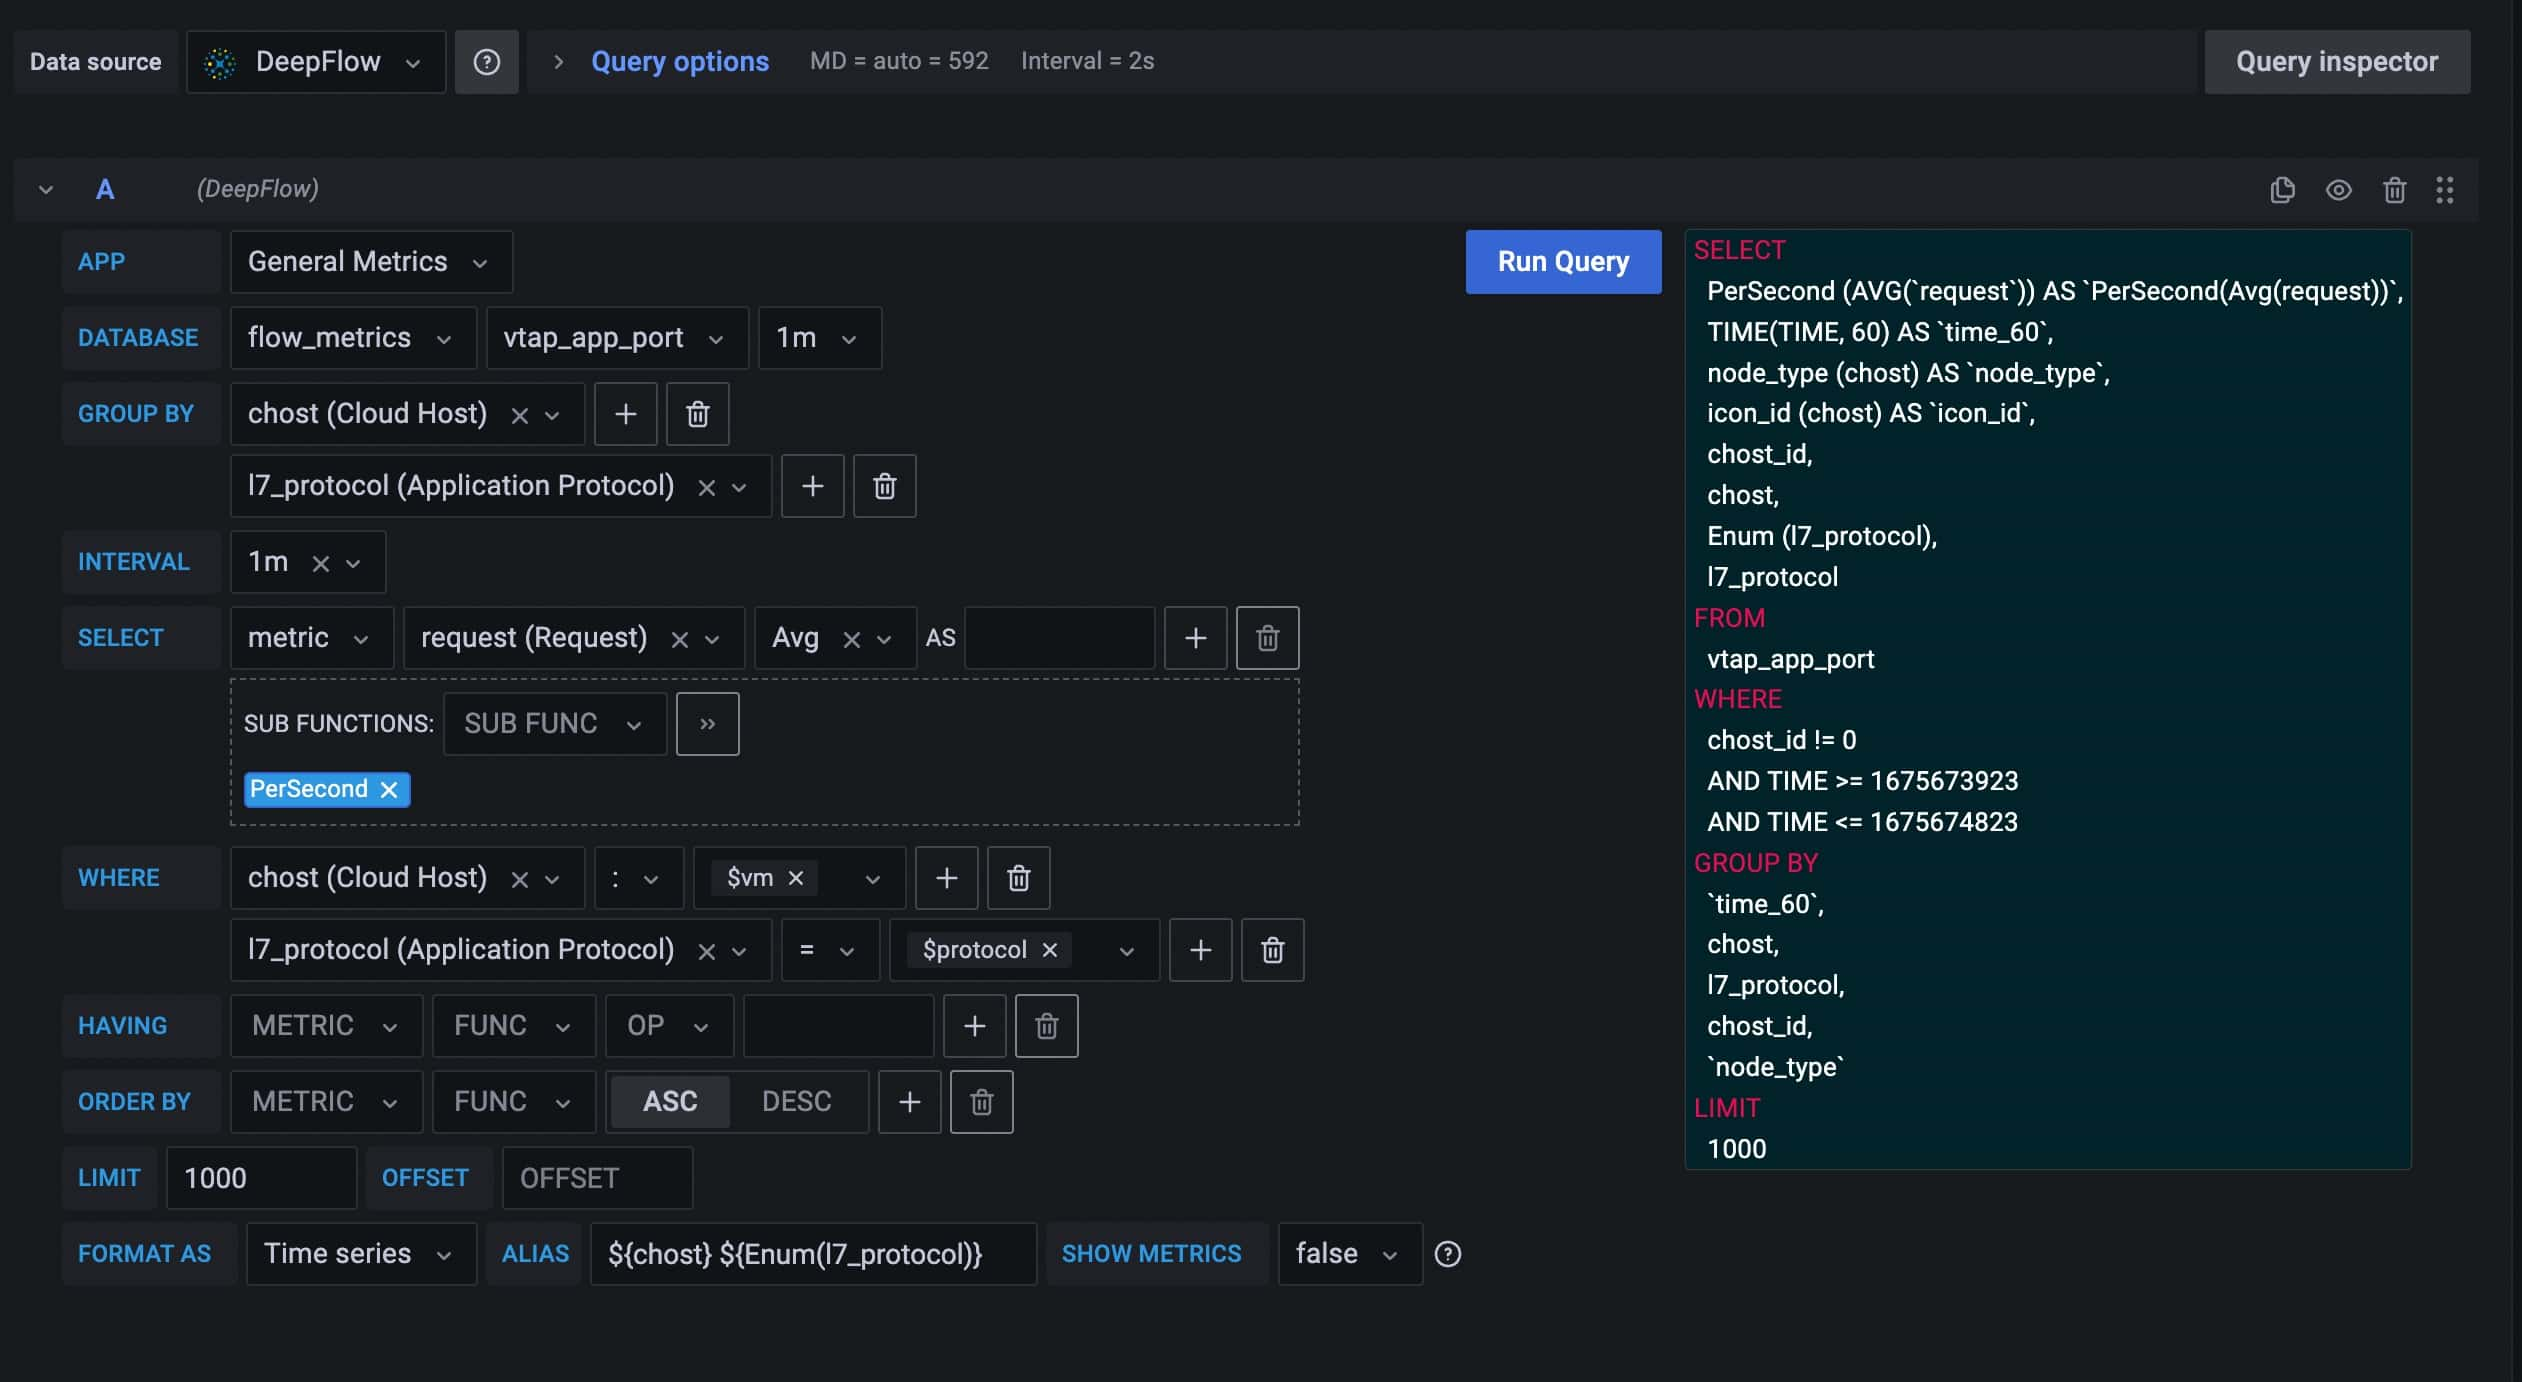 Data source DeepFlow Query options MD = auto = 592 Interval = 2s Query inspector
A (DeepFlow)
APP General Metrics Run Query
DATABASE flow_metrics vtap_app_port 1m
GROUP BY chost (Cloud Host)
l7_protocol (Application Protocol)
INTERVAL 1m
SELECT metric request (Request) Avg AS
SUB FUNCTIONS: SUB FUNC
PerSecond
WHERE chost (Cloud Host) : $vm
l7_protocol (Application Protocol) = $protocol
HAVING METRIC FUNC OP
ORDER BY METRIC FUNC ASC DESC
LIMIT 1000 OFFSET OFFSET
FORMAT AS Time series ALIAS ${chost} ${Enum(l7_protocol)} SHOW METRICS false
SELECT
PerSecond (AVG(`request`)) AS `PerSecond(Avg(request))`,
TIME(TIME, 60) AS `time_60`,
node_type (chost) AS `node_type`,
icon_id (chost) AS `icon_id`,
chost_id,
chost,
Enum (l7_protocol),
l7_protocol
FROM
vtap_app_port
WHERE
chost_id != 0
AND TIME >= 1675673923
AND TIME <= 1675674823
GROUP BY
`time_60`,
chost,
l7_protocol,
chost_id,
`node_type`
LIMIT
1000